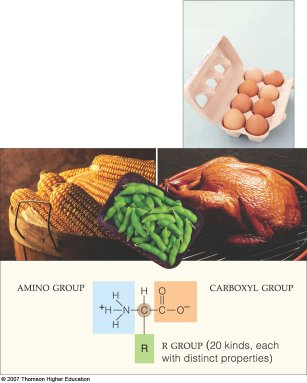 AMINO GROUP
CARBOXYL GROUP
H
H
O
+H—N—C—C—O−
H
R
R GROUP (20 kinds, each
with distinct properties)
© 2007 Thomson Higher Education